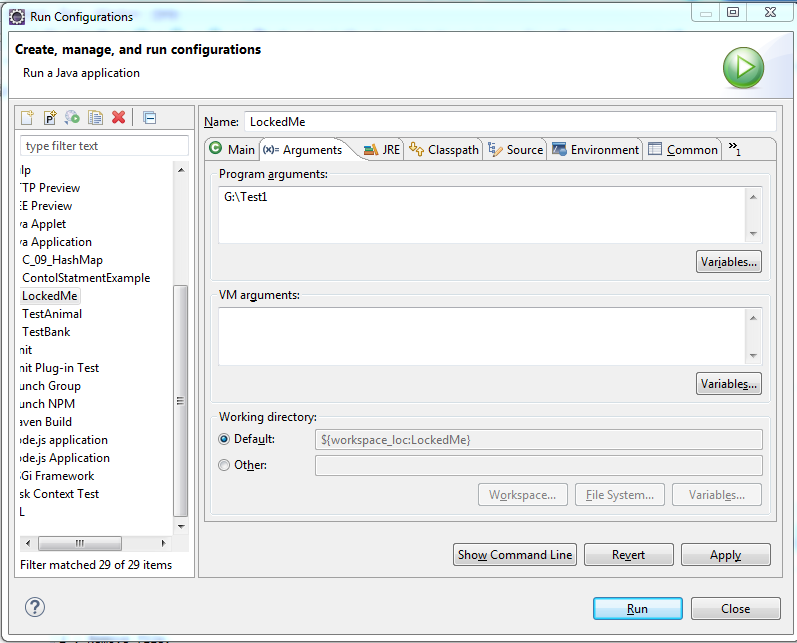 Run Configurations
Create, manage, and run configurations
Run a Java application
type filter text
lp
TP Preview
EE Preview
va Applet
va Application
C_09_HashMap
ContolStatmentExample
LockedMe
TestAnimal
TestBank
nit
nit Plug-in Test
unch Group
unch NPM
aven Build
de.js application
de.js Application
Gi Framework
sk Context Test
L
Filter matched 29 of 29 items
Name: LockedMe
Main (x)= Arguments JRE Classpath Source Environment Common »1
Program arguments:
G:\Test1
Variables...
VM arguments:
Variables...
Working directory:
Default: ${workspace_loc:LockedMe}
Other:
Workspace... File System... Variables...
Show Command Line Revert Apply
? Run Close